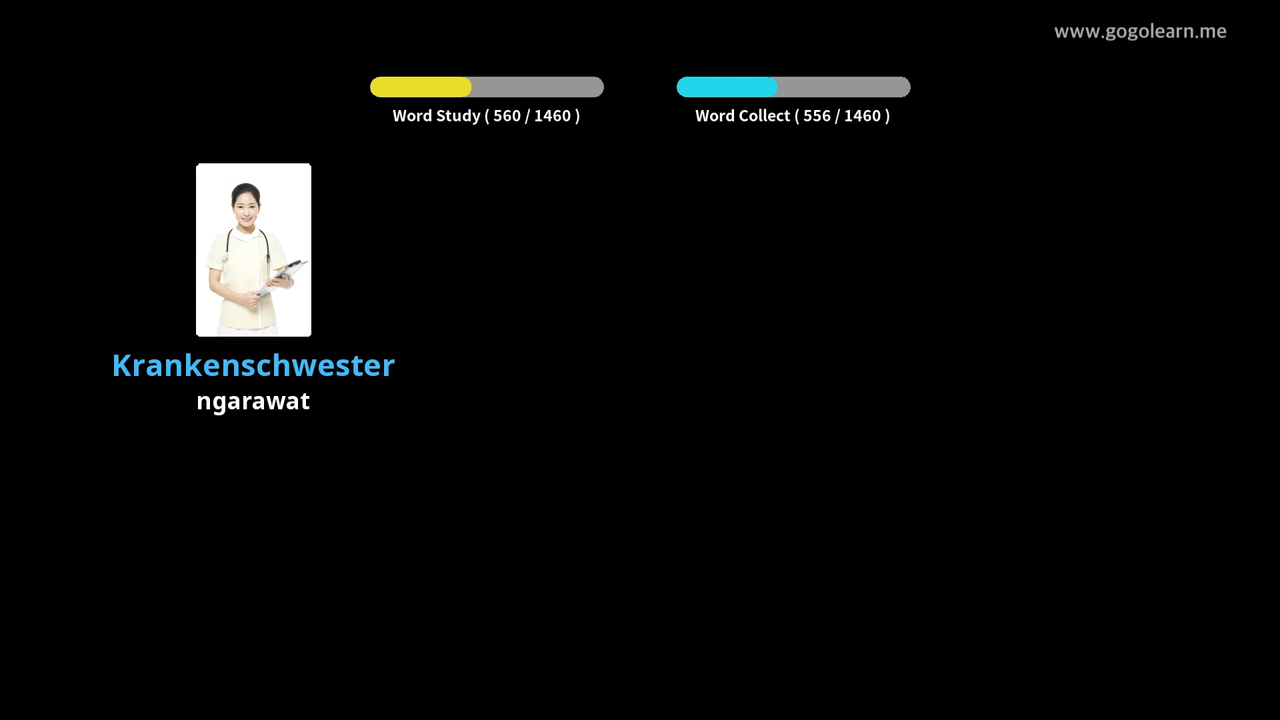 www.gogolearn.me
Word Study ( 560 / 1460 )
Word Collect ( 556 / 1460 )
Krankenschwester
ngarawat